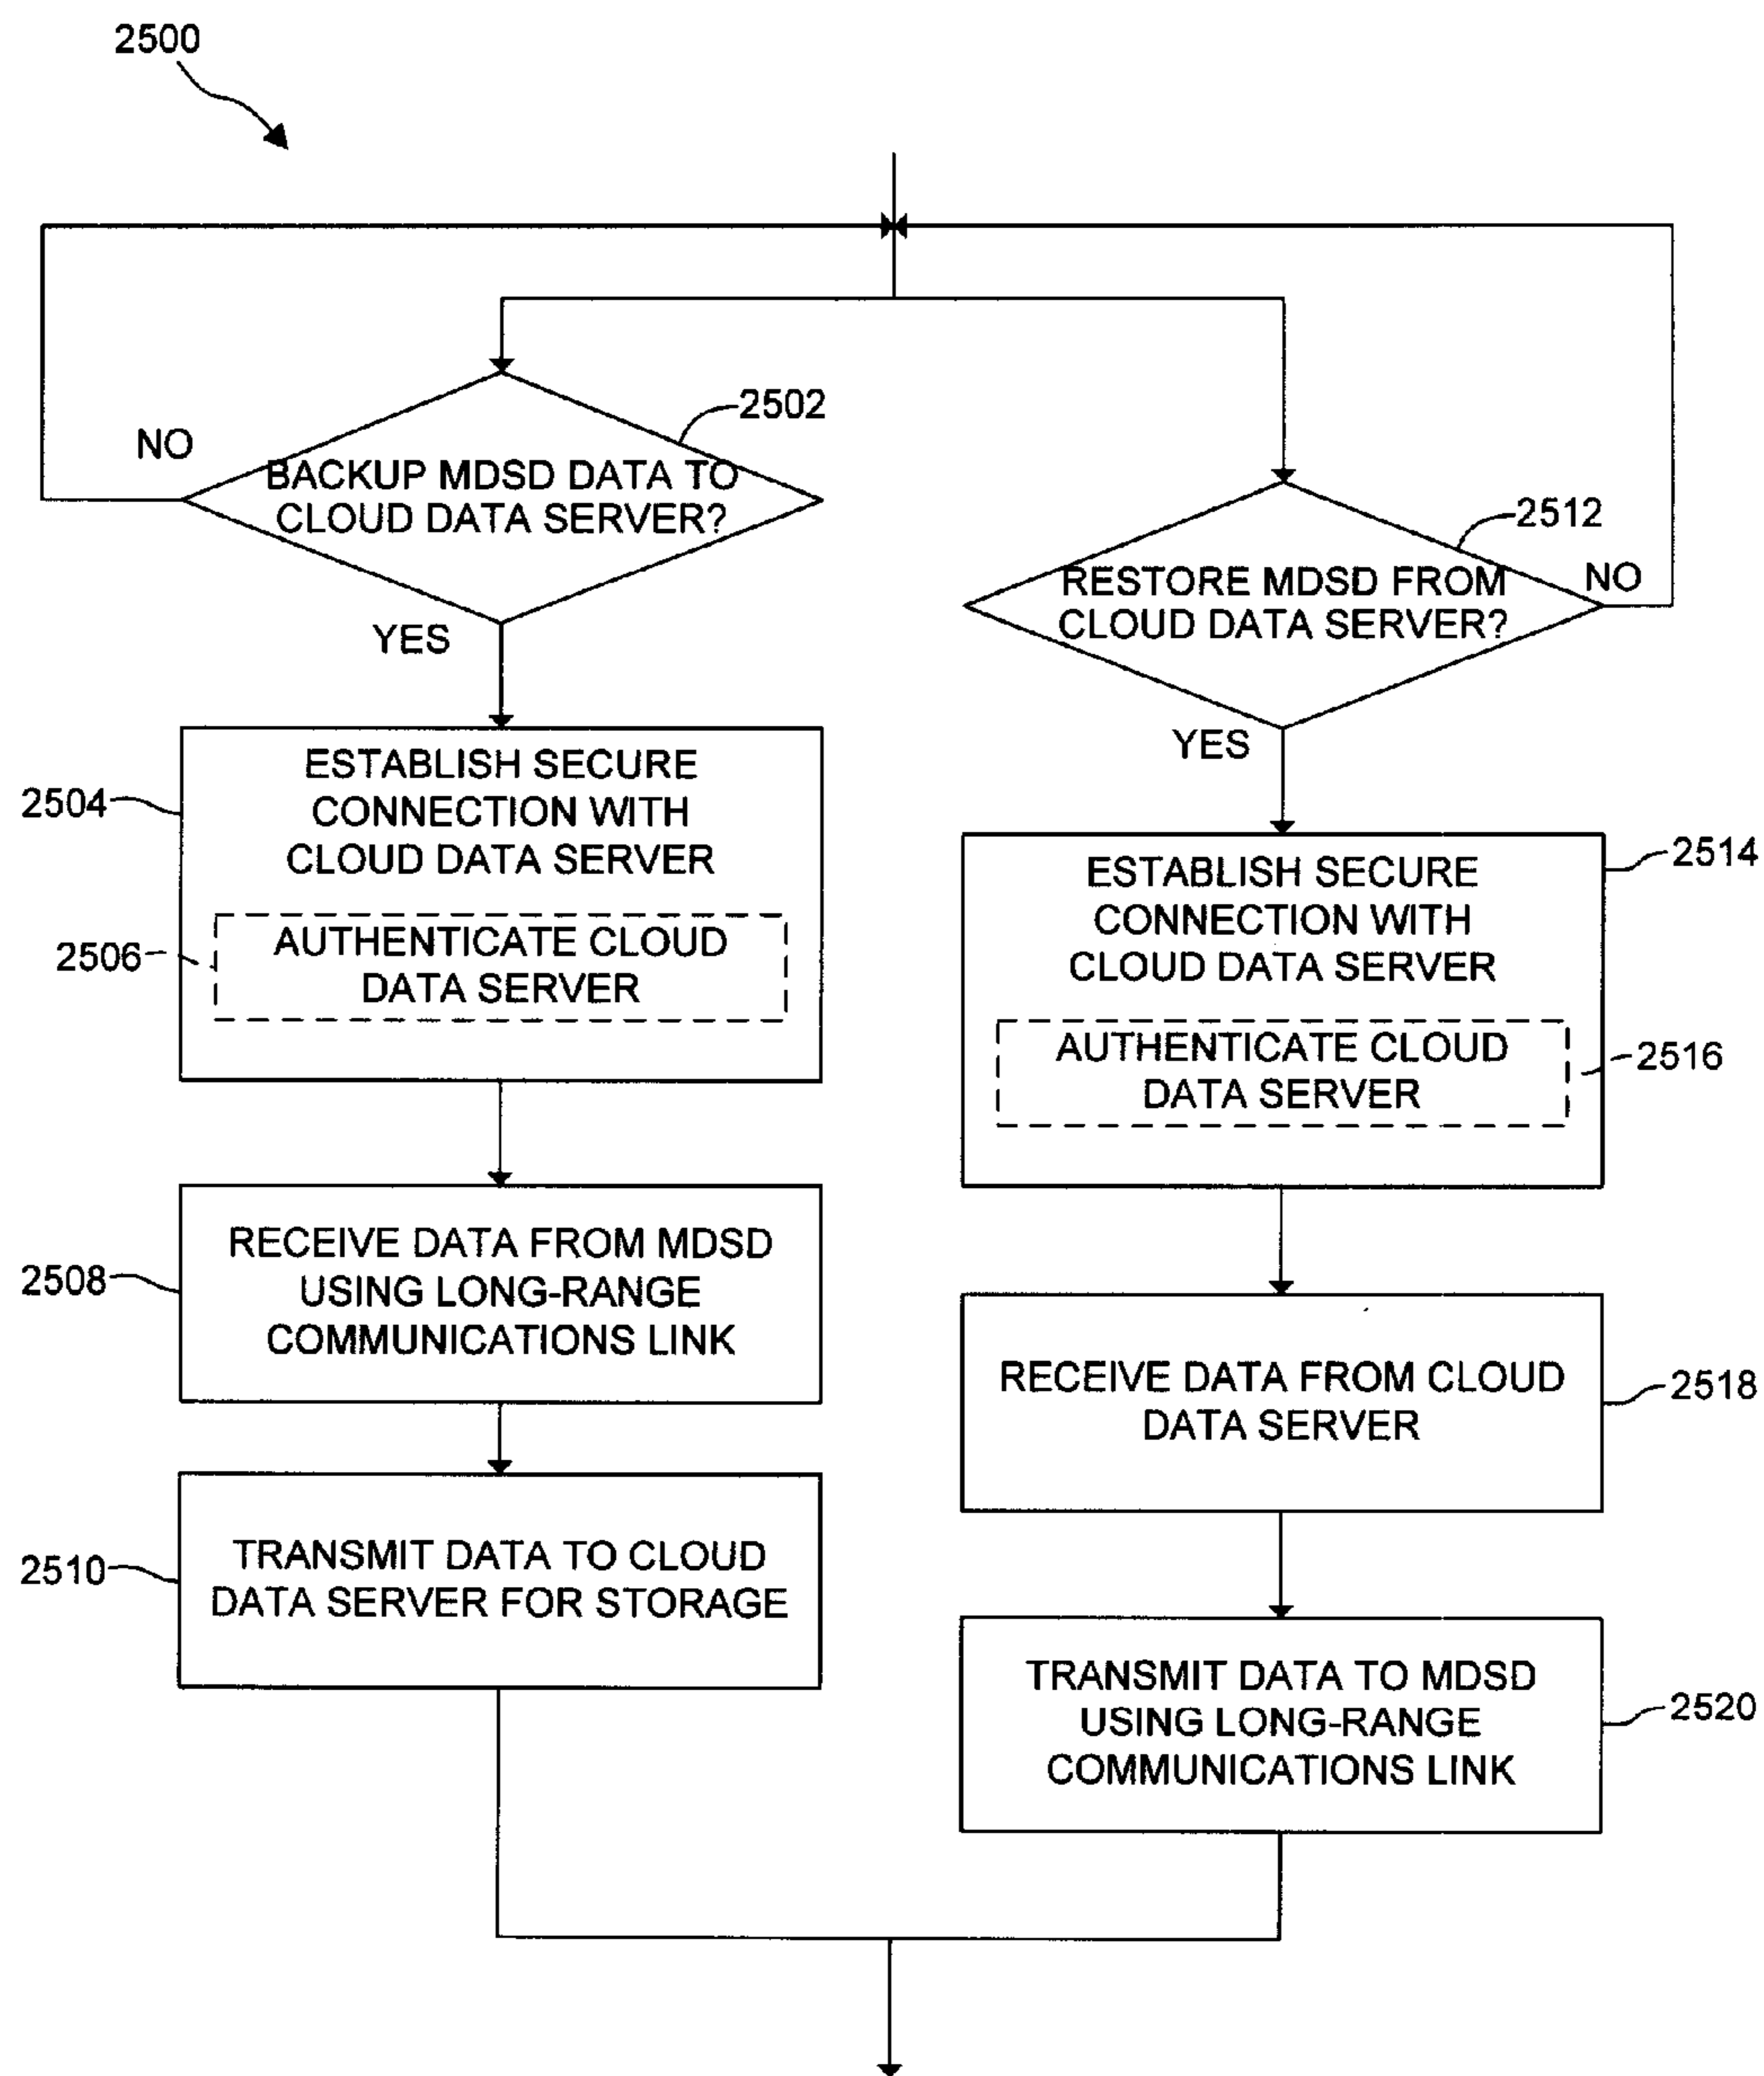 2500
2502
NO
BACKUP MDSD DATA TO
CLOUD DATA SERVER?
YES
2504
ESTABLISH SECURE
CONNECTION WITH
CLOUD DATA SERVER
2506
AUTHENTICATE CLOUD
DATA SERVER
2508
RECEIVE DATA FROM MDSD
USING LONG-RANGE
COMMUNICATIONS LINK
2510
TRANSMIT DATA TO CLOUD
DATA SERVER FOR STORAGE
2512
RESTORE MDSD FROM
CLOUD DATA SERVER?
NO
YES
2514
ESTABLISH SECURE
CONNECTION WITH
CLOUD DATA SERVER
AUTHENTICATE CLOUD
DATA SERVER
2516
RECEIVE DATA FROM CLOUD
DATA SERVER
2518
TRANSMIT DATA TO MDSD
USING LONG-RANGE
COMMUNICATIONS LINK
2520